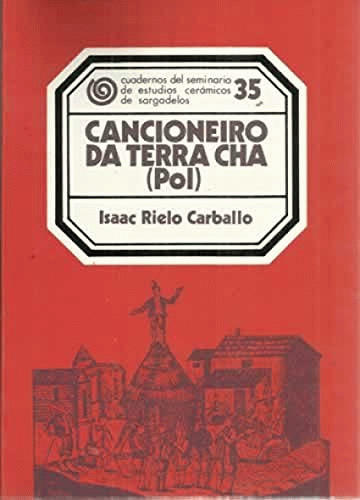 cuadernos del seminario
de estudios cerámicos
de sargadelos
35
CANCIONEIRO
DA TERRA CHA
(Pol)
Isaac Rielo Carballo